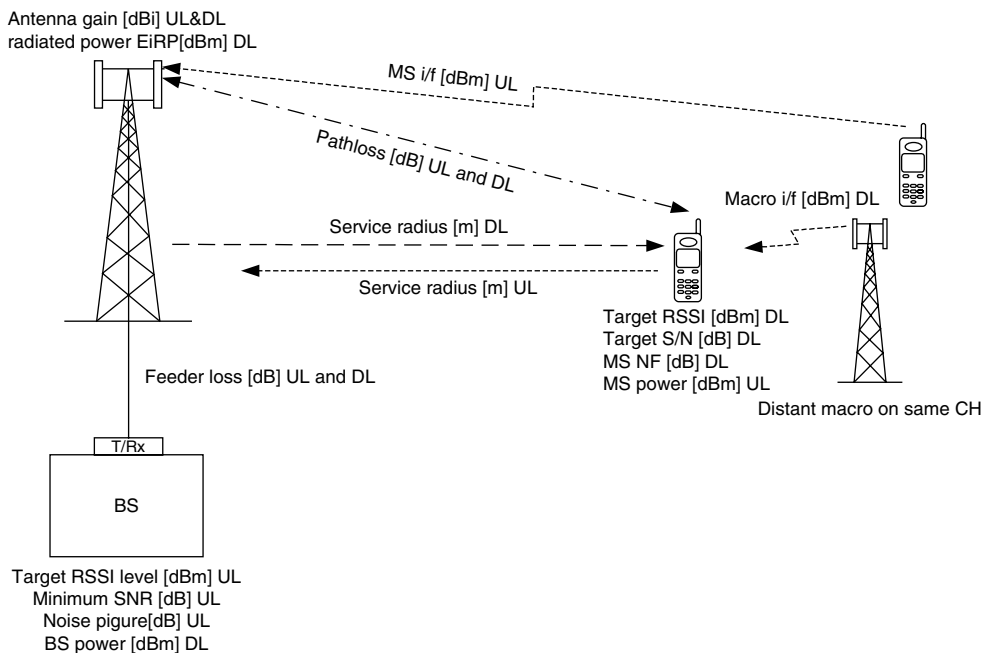 Antenna gain [dBi] UL&DL
radiated power EiRP[dBm] DL
MS i/f [dBm] UL
Pathloss [dB] UL and DL
Macro i/f [dBm] DL
Service radius [m] DL
Service radius [m] UL
Target RSSI [dBm] DL
Target S/N [dB] DL
MS NF [dB] DL
MS power [dBm] UL
Feeder loss [dB] UL and DL
Distant macro on same CH
T/Rx
BS
Target RSSI level [dBm] UL
Minimum SNR [dB] UL
Noise pigure[dB] UL
BS power [dBm] DL